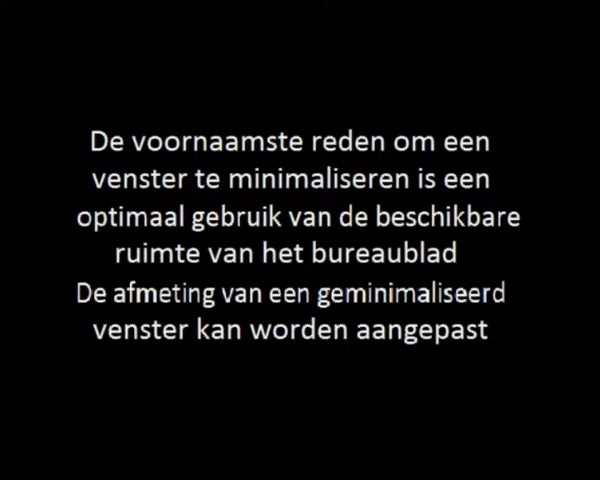 De voornaamste reden om een
venster te minimaliseren is een
optimaal gebruik van de beschikbare
ruimte van het bureaublad
De afmeting van een geminimaliseerd
venster kan worden aangepast